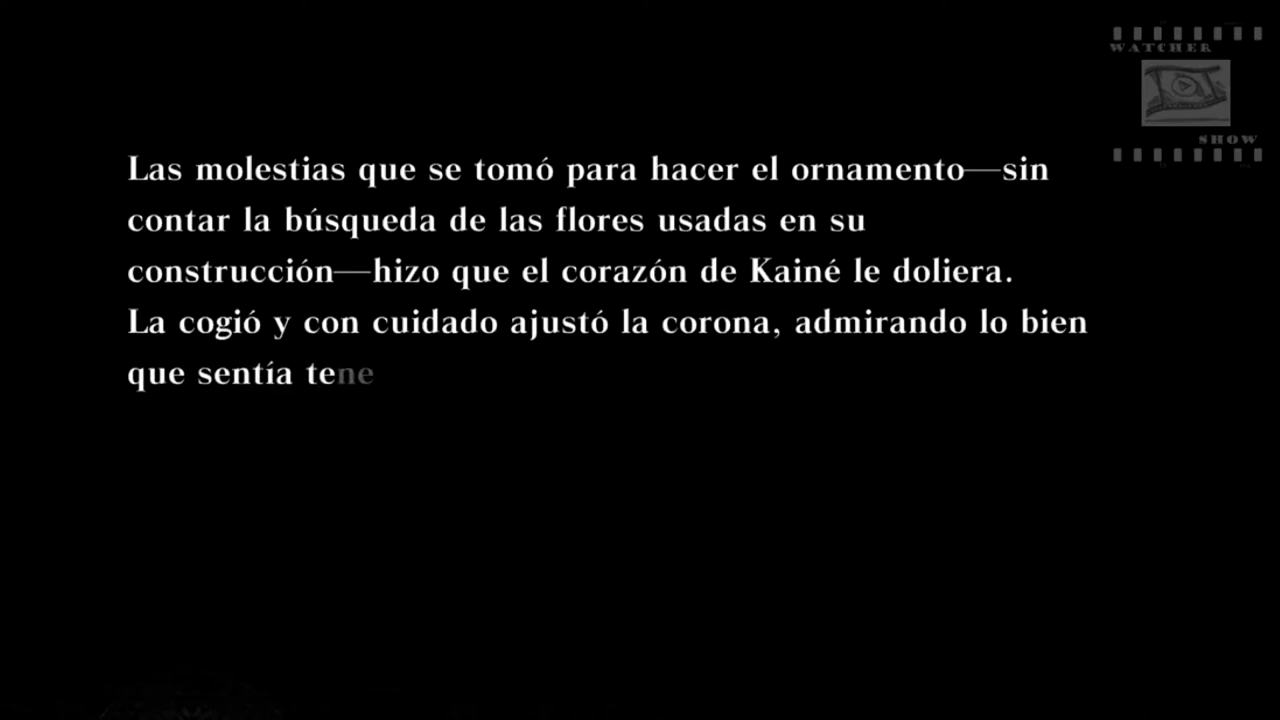 WATCHER
SHOW
Las molestias que se tomó para hacer el ornamento—sin
contar la búsqueda de las flores usadas en su
construcción—hizo que el corazón de Kainé le doliera.
La cogió y con cuidado ajustó la corona, admirando lo bien
que sentía tene